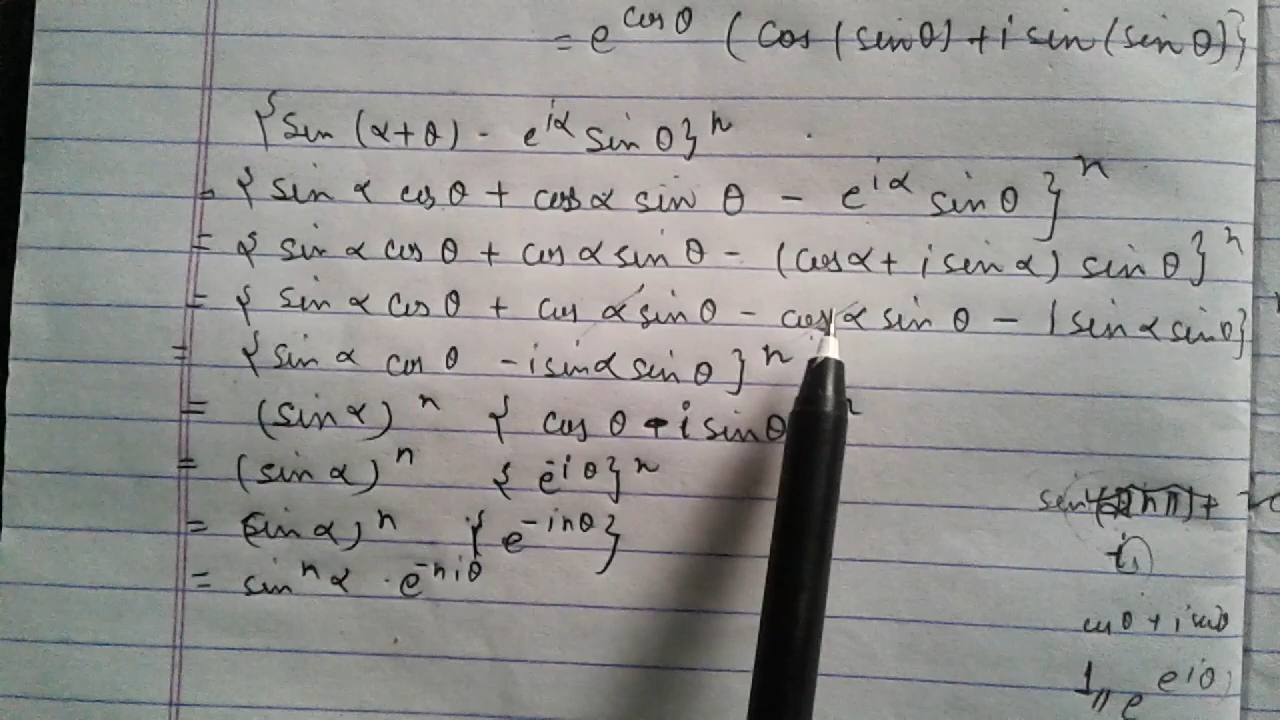 = e^{cos θ} (cos (sin θ) + i sin (sin θ)}
{sin (α+θ) - e^{iα} sin θ}^n
= {sin α cos θ + cos α sin θ - e^{iα} sin θ}^n
= {sin α cos θ + cos α sin θ - (cos α + i sin α) sin θ}^n
= {sin α cos θ + cos α sin θ - cos α sin θ - i sin α sin θ}
= {sin α cos θ - i sin α sin θ}^n
= (sin α)^n { cos θ - i sin θ
= (sin α)^n {e^{-iθ}}^n
= (sin α)^n {e^{-inθ}}
= sin^n α . e^{-niθ}
cos θ + i sin θ
e^{iθ}